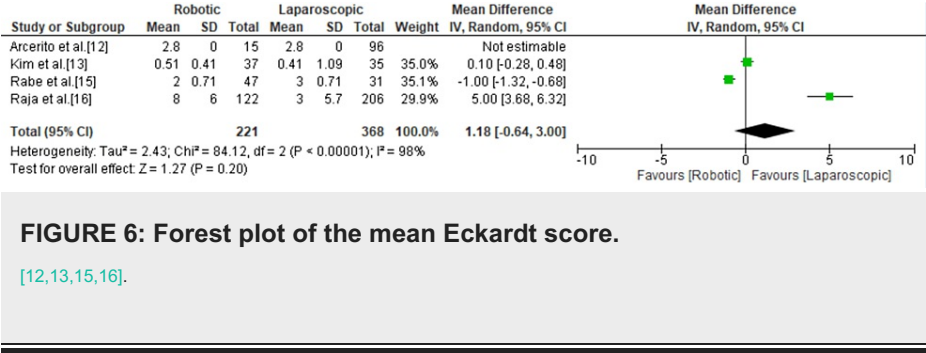 Robotic Laparoscopic Mean Difference Mean Difference
Study or Subgroup Mean SD Total Mean SD Total Weight IV, Random, 95% CI IV, Random, 95% CI
Arcerito et al.[12] 2.8 0 15 2.8 0 96 Not estimable
Kim et al.[13] 0.51 0.41 37 0.41 1.09 35 35.0% 0.10 [-0.28, 0.48]
Rabe et al.[15] 2 0.71 47 3 0.71 31 35.1% -1.00 [-1.32, -0.68]
Raja et al.[16] 8 6 122 3 5.7 206 29.9% 5.00 [3.68, 6.32]
Total (95% CI) 221 368 100.0% 1.18 [-0.64, 3.00]
Heterogeneity: Tau² = 2.43; Chi² = 84.12, df = 2 (P < 0.00001); I² = 98%
Test for overall effect: Z = 1.27 (P = 0.20)
-10 -5 0 5 10
Favours [Robotic] Favours [Laparoscopic]
FIGURE 6: Forest plot of the mean Eckardt score.
[12,13,15,16].